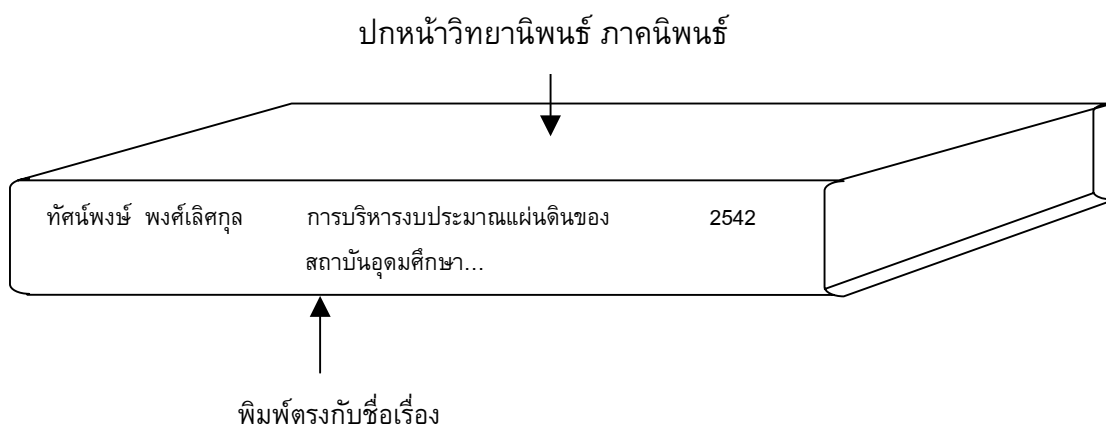 ปกหน้าวิทยานิพนธ์ ภาคนิพนธ์
ทัศน์พงษ์ พงศ์เลิศกุล การบริหารงบประมาณแผ่นดินของ 2542
สถาบันอุดมศึกษา...
พิมพ์ตรงกับชื่อเรื่อง